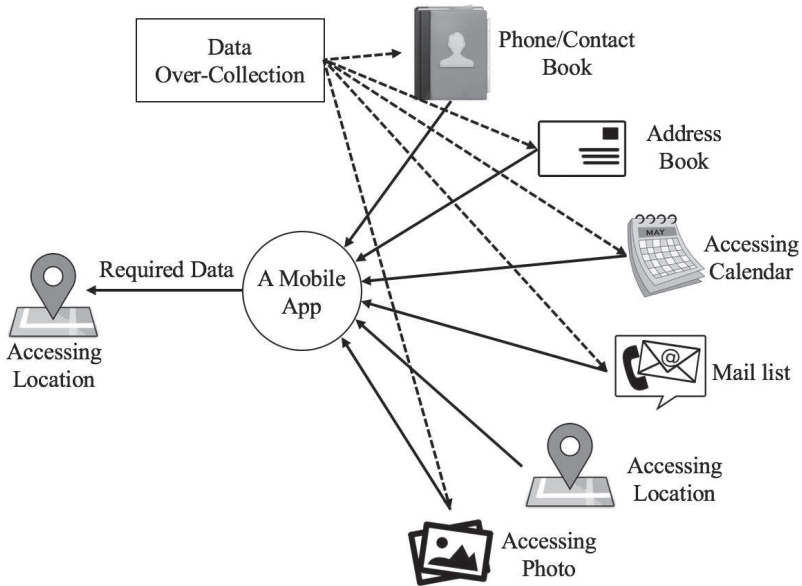 Data
Over-Collection
Phone/Contact
Book
Address
Book
MAY
Accessing
Calendar
Required Data
A Mobile
App
Accessing
Location
@
Mail list
Accessing
Location
Accessing
Photo